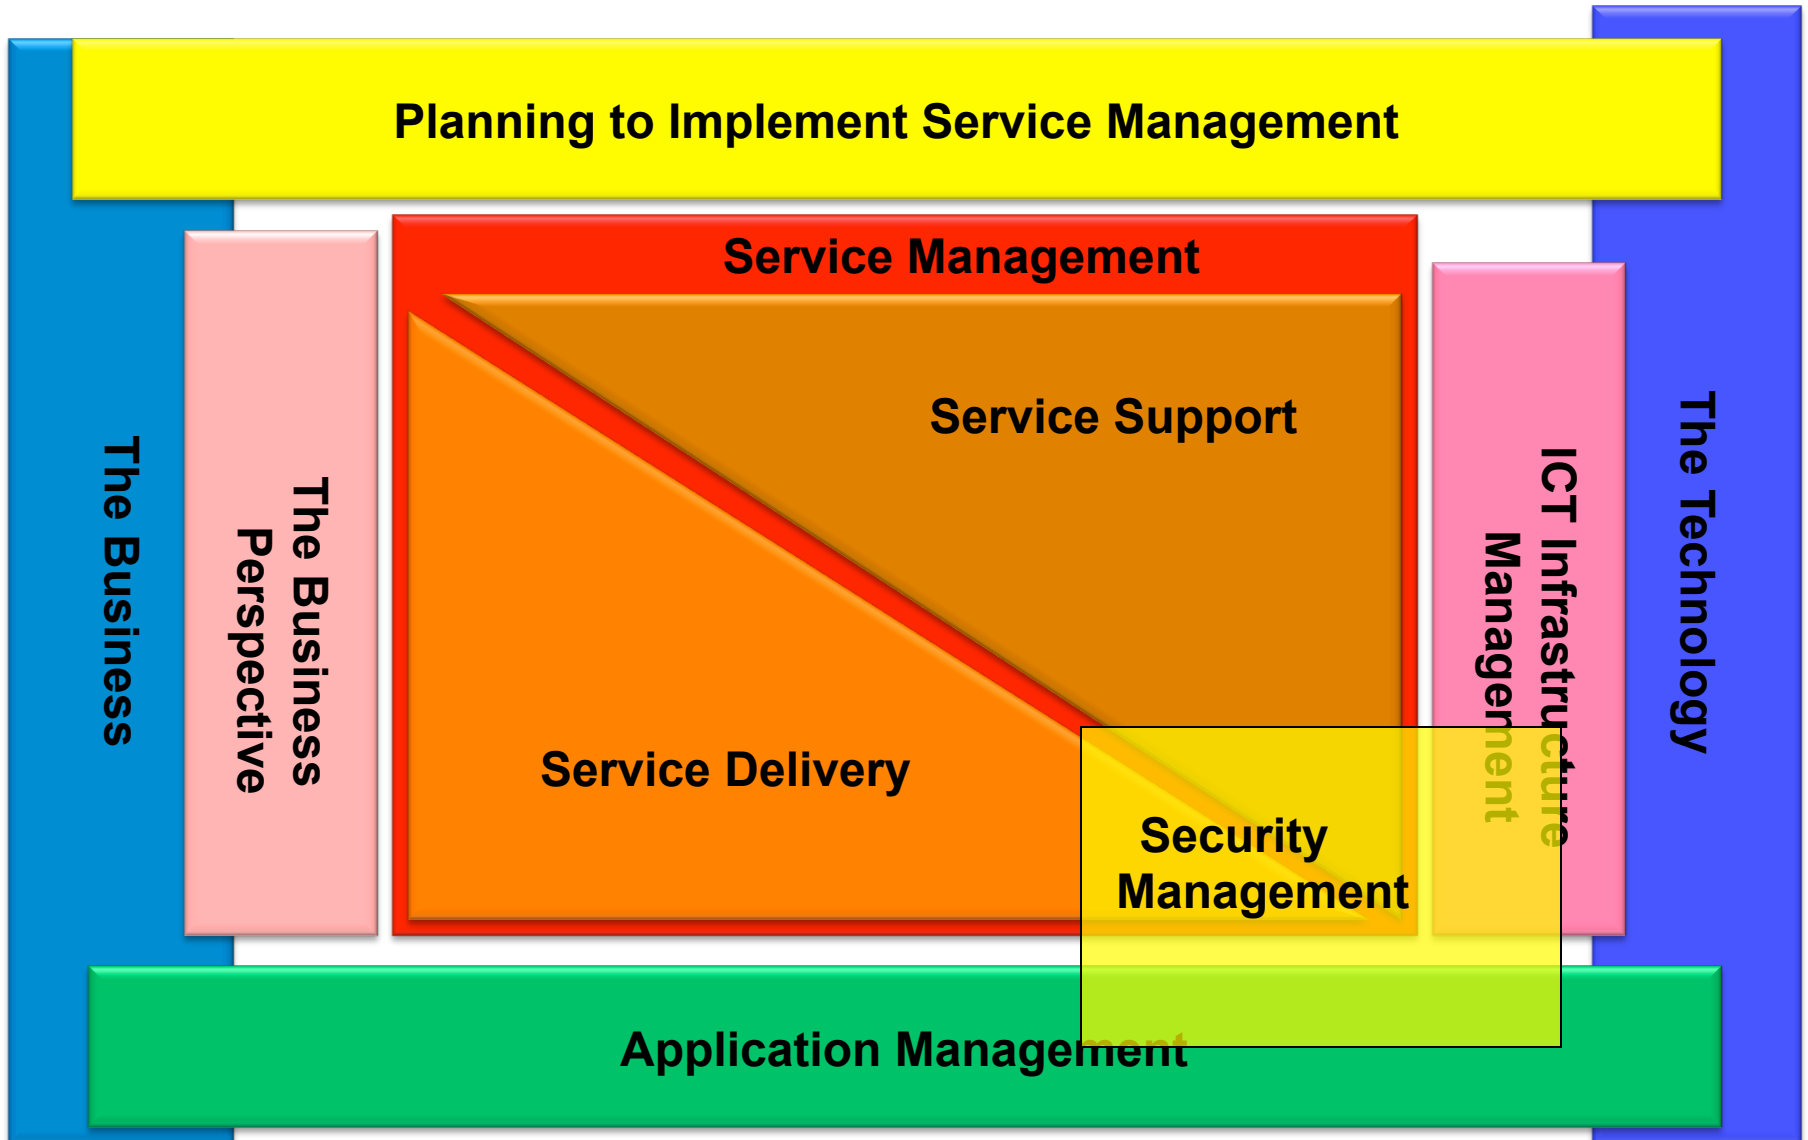 Planning to Implement Service Management
Service Management
Service Support
Service Delivery
The Business
The Business
Perspective
ICT Infrastructure
Management
The Technology
Security
Management
Application Management